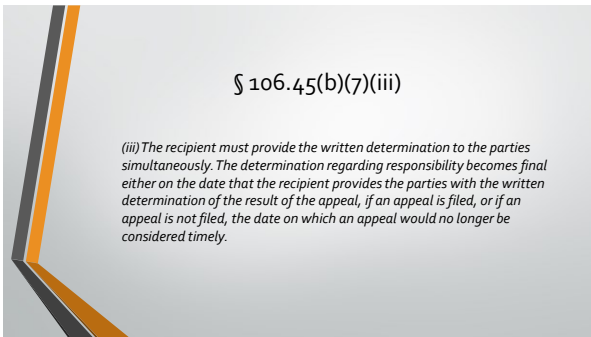 § 106.45(b)(7)(iii)
(iii) The recipient must provide the written determination to the parties
simultaneously. The determination regarding responsibility becomes final
either on the date that the recipient provides the parties with the written
determination of the result of the appeal, if an appeal is filed, or if an
appeal is not filed, the date on which an appeal would no longer be
considered timely.